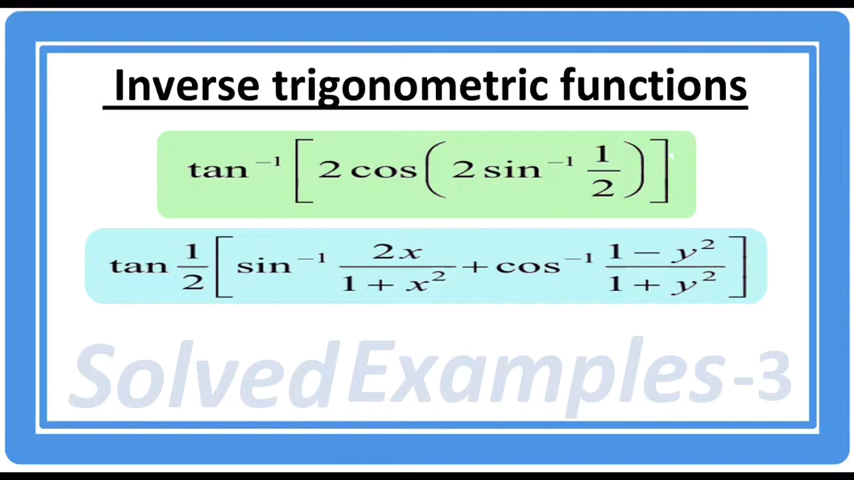 Inverse trigonometric functions
tan⁻¹ [2 cos(2 sin⁻¹ 1/2)]
tan 1/2 [sin⁻¹ 2x/(1 + x²) + cos⁻¹ (1 − y²)/(1 + y²)]
Solved Examples-3